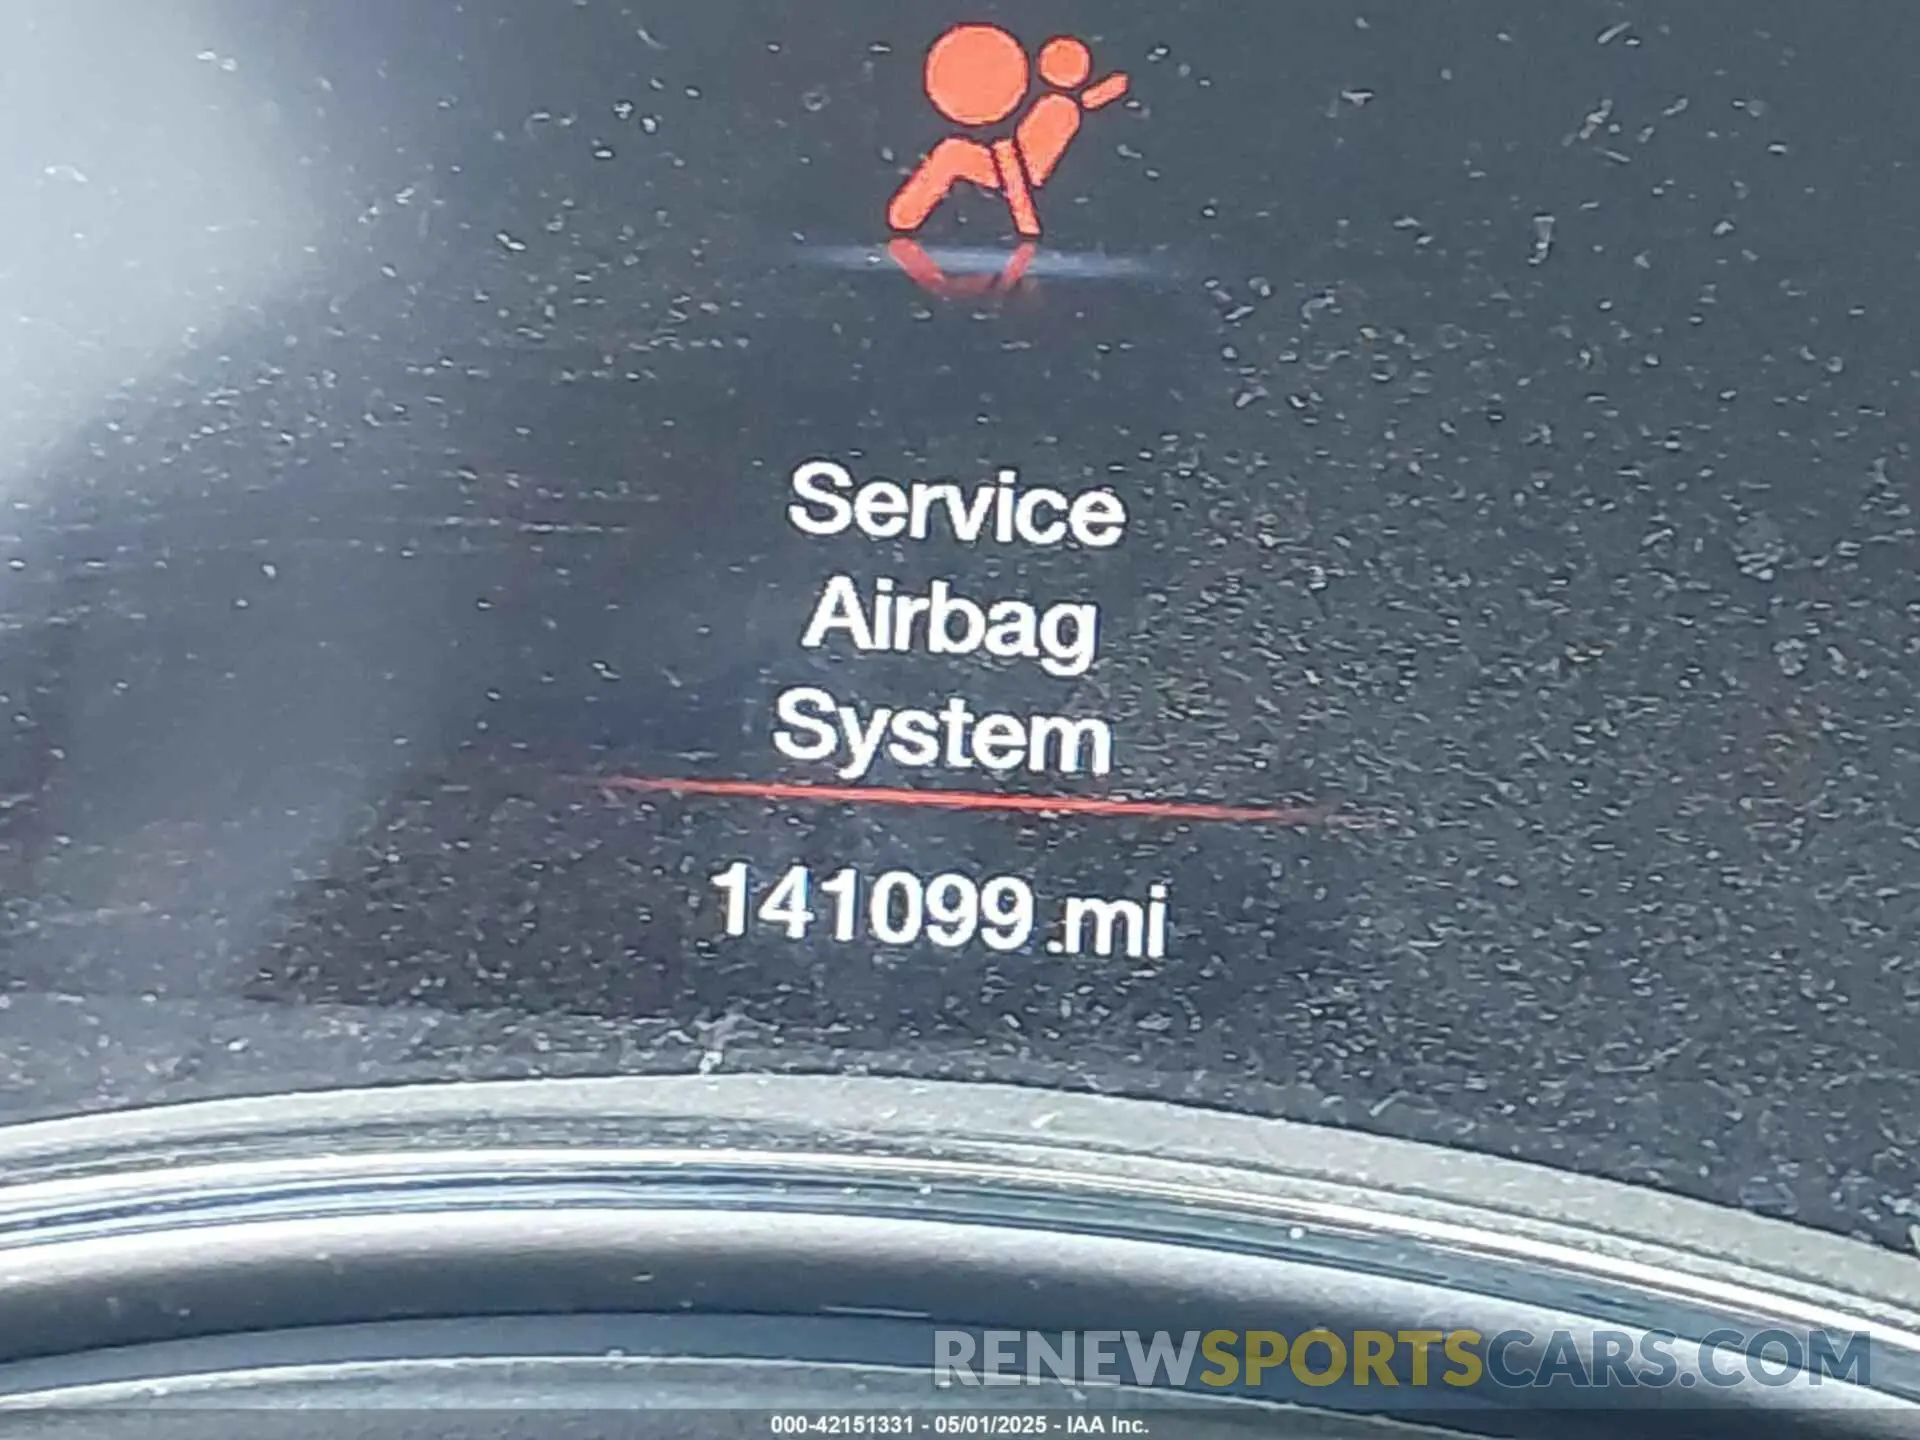 Service
Airbag
System
141099 mi
RENEWSPORTSCARS.COM
000-42151331 - 05/01/2025 - IAA Inc.